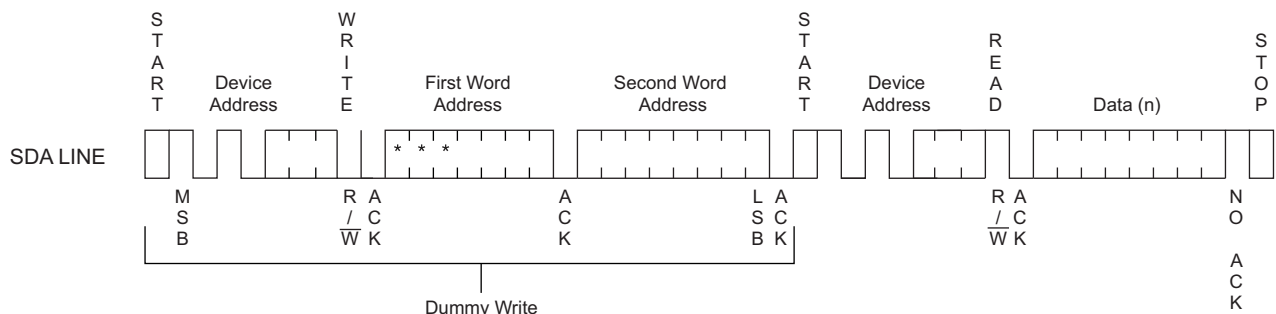 START
WRITE
START
READ
STOP
Device
Address
First Word
Address
Second Word
Address
Device
Address
Data (n)
SDA LINE
* * *
MSB
R/W
ACK
ACK
LSB
ACK
R/W
ACK
NO ACK
Dummy Write